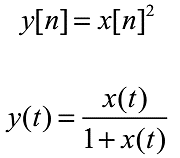 y[n] = x[n]²
y(t) = x(t) / (1 + x(t))